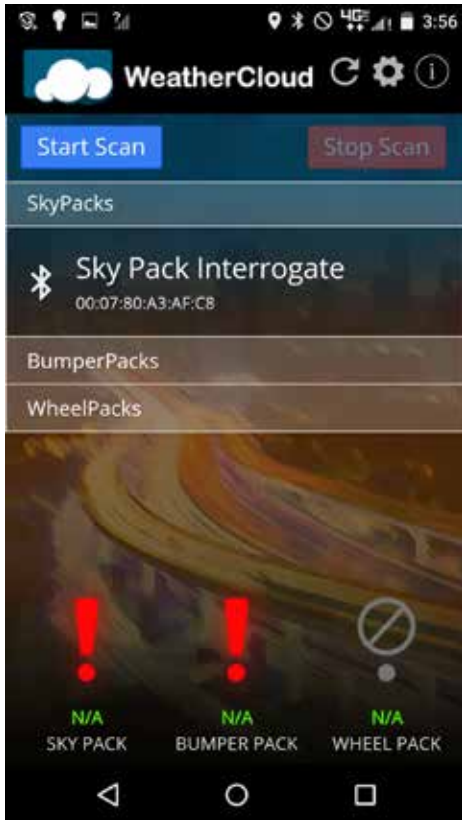 4GE 3:56
WeatherCloud
Start Scan Stop Scan
SkyPacks
Sky Pack Interrogate
00:07:80:A3:AF:C8
BumperPacks
WheelPacks
N/A N/A N/A
SKY PACK BUMPER PACK WHEEL PACK